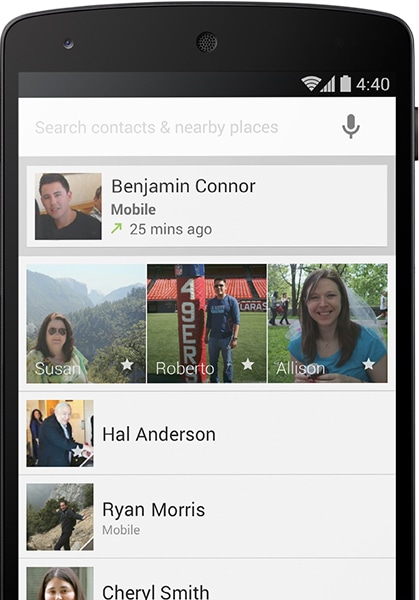 4:40
Search contacts & nearby places
Benjamin Connor
Mobile
25 mins ago
Susan
Roberto
Allison
49ERS
Hal Anderson
Ryan Morris
Mobile
Cheryl Smith